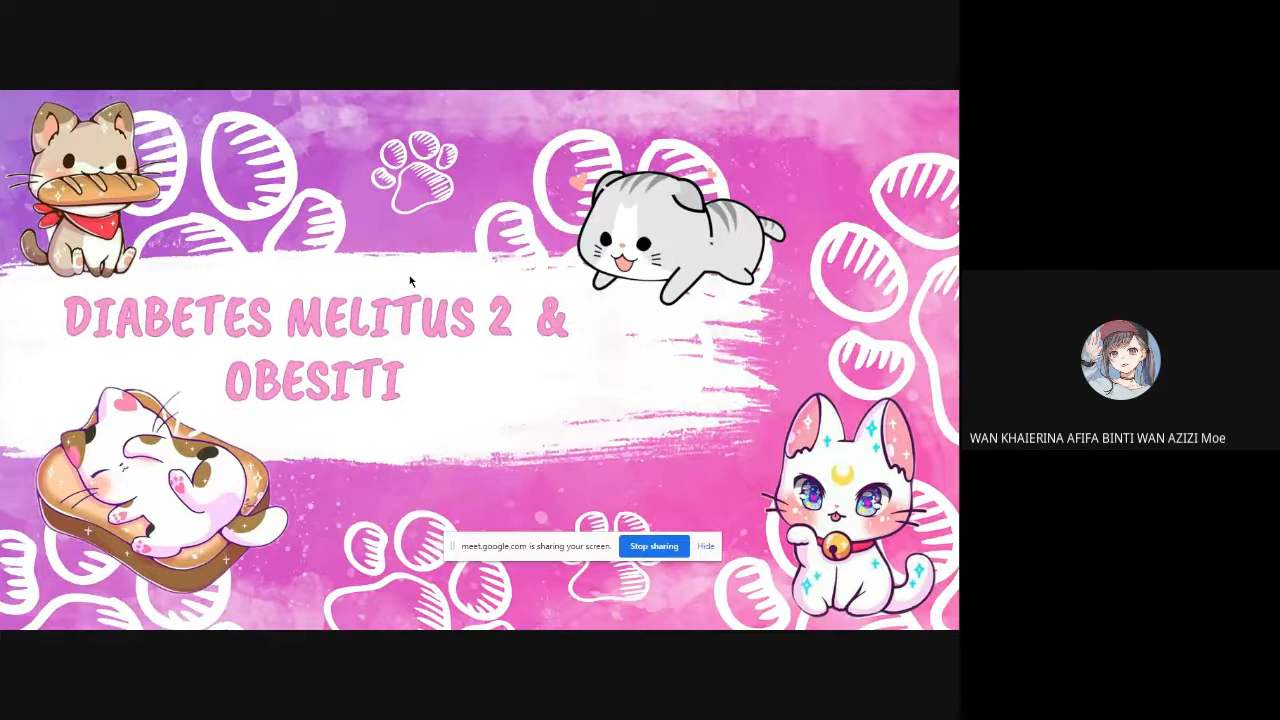 DIABETES MELITUS 2 &
OBESITI
meet.google.com is sharing your screen. Stop sharing Hide
WAN KHAIERINA AFIFA BINTI WAN AZIZI Moe